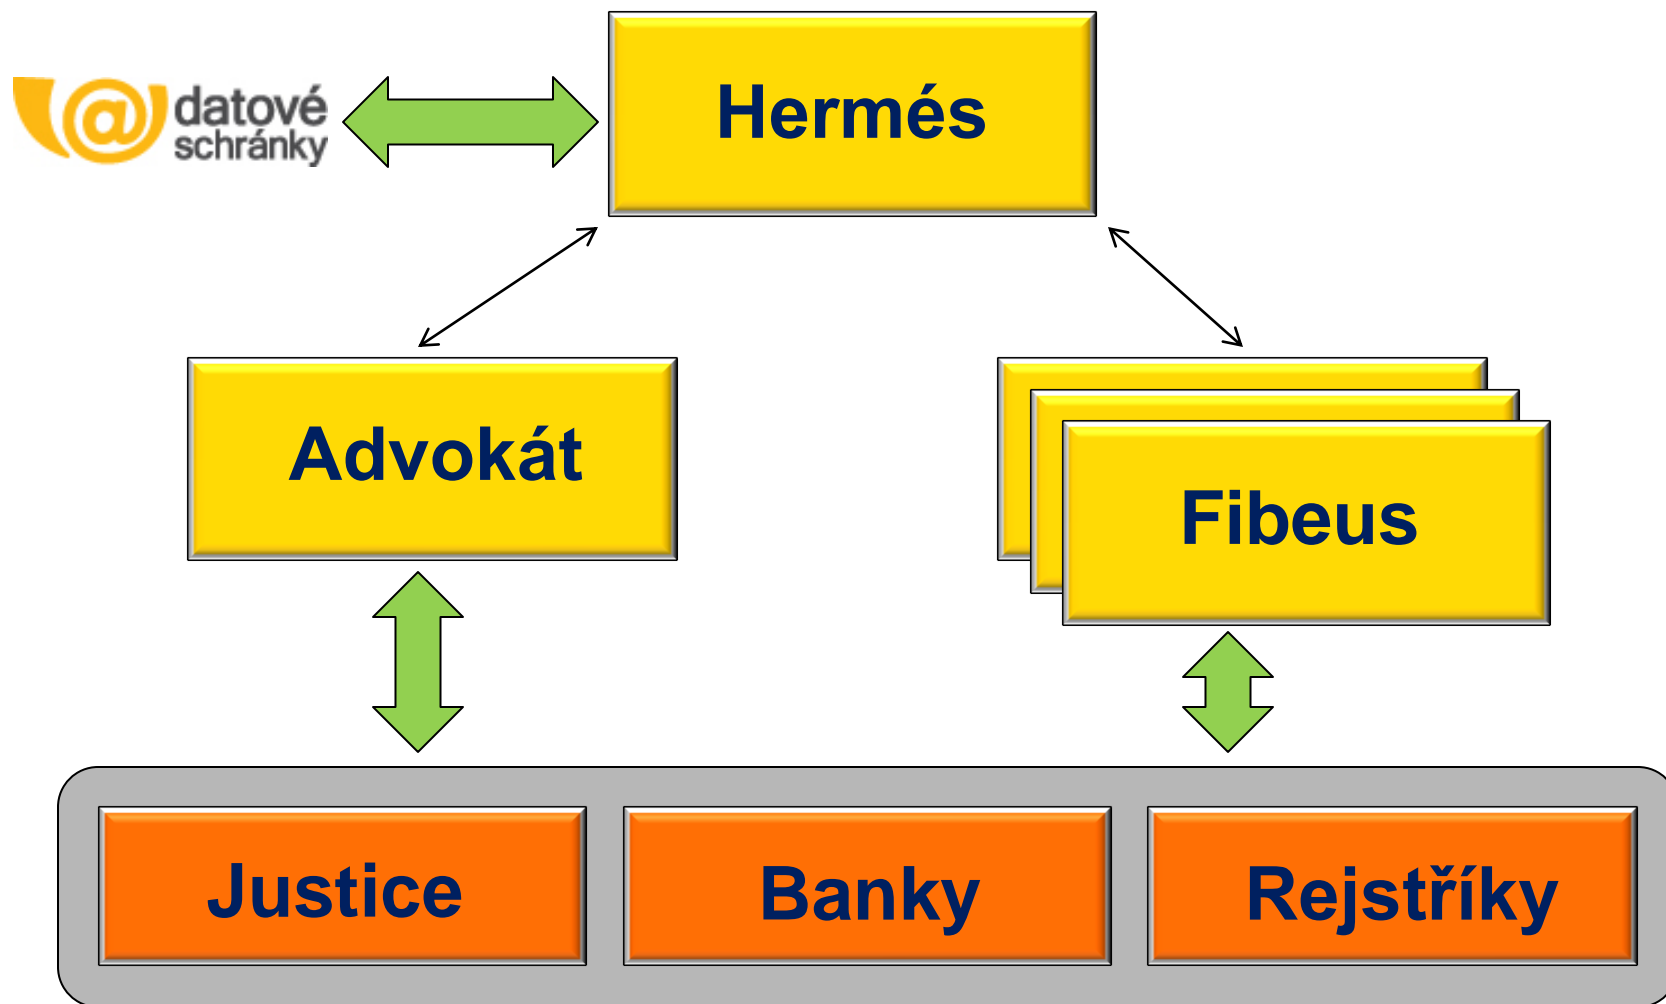 datové
schránky
Hermés
Advokát
Fibeus
Justice
Banky
Rejstříky